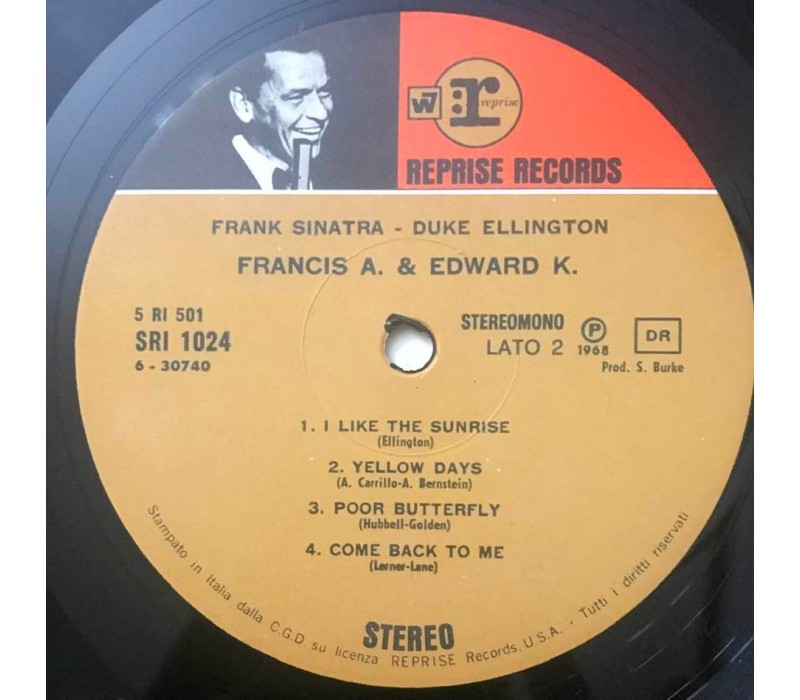 W7
r: reprise
REPRISE RECORDS
FRANK SINATRA - DUKE ELLINGTON
FRANCIS A. & EDWARD K.
5 RI 501
SRI 1024
6 - 30740
STEREOMONO
LATO 2
℗ 1968
DR
Prod. S. Burke
1. I LIKE THE SUNRISE
(Ellington)
2. YELLOW DAYS
(A. Carrillo-A. Bernstein)
3. POOR BUTTERFLY
(Hubbell-Golden)
4. COME BACK TO ME
(Lerner-Lane)
STEREO
Stampato in Italia dalla C.G.D. su licenza REPRISE Records, U.S.A. - Tutti i diritti riservati